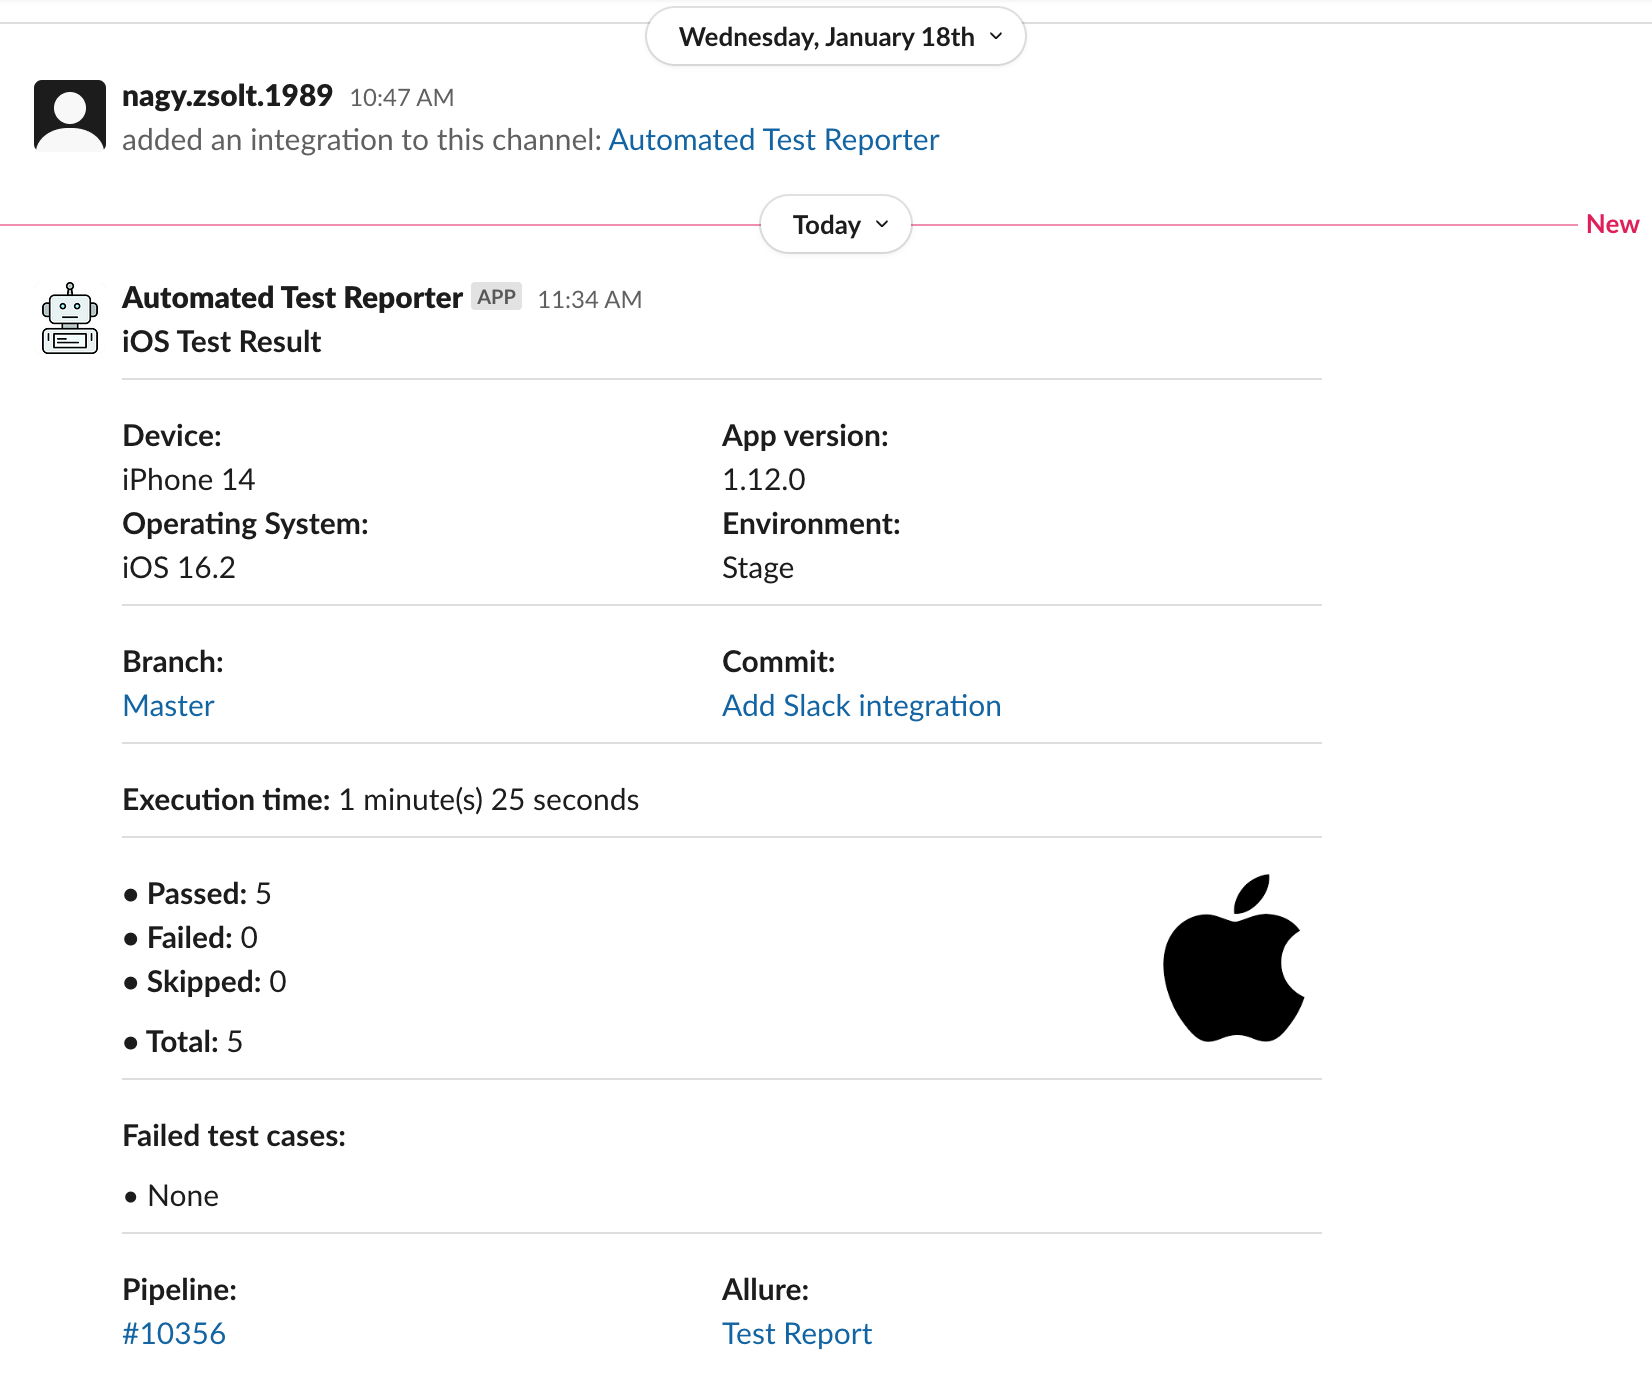 Wednesday, January 18th
nagy.zsolt.1989 10:47 AM
added an integration to this channel: Automated Test Reporter
Today
New
Automated Test Reporter APP 11:34 AM
iOS Test Result
Device:
iPhone 14
App version:
1.12.0
Operating System:
iOS 16.2
Environment:
Stage
Branch:
Master
Commit:
Add Slack integration
Execution time: 1 minute(s) 25 seconds
• Passed: 5
• Failed: 0
• Skipped: 0
• Total: 5
Failed test cases:
• None
Pipeline:
#10356
Allure:
Test Report